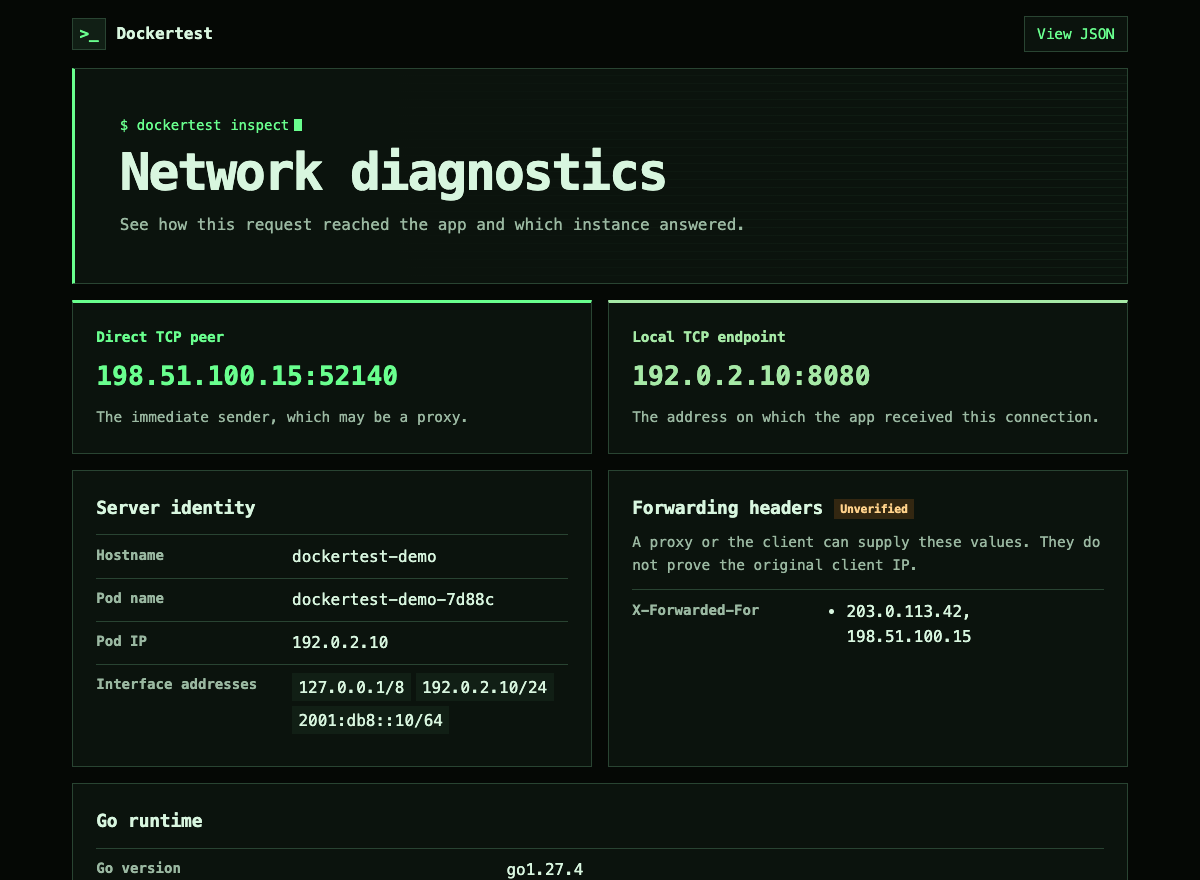 >_ Dockertest
View JSON
$ dockertest inspect
Network diagnostics
See how this request reached the app and which instance answered.
Direct TCP peer
198.51.100.15:52140
The immediate sender, which may be a proxy.
Local TCP endpoint
192.0.2.10:8080
The address on which the app received this connection.
Server identity
Hostname dockertest-demo
Pod name dockertest-demo-7d88c
Pod IP 192.0.2.10
Interface addresses 127.0.0.1/8 192.0.2.10/24
2001:db8::10/64
Forwarding headers Unverified
A proxy or the client can supply these values. They do
not prove the original client IP.
X-Forwarded-For • 203.0.113.42,
198.51.100.15
Go runtime
Go version go1.27.4